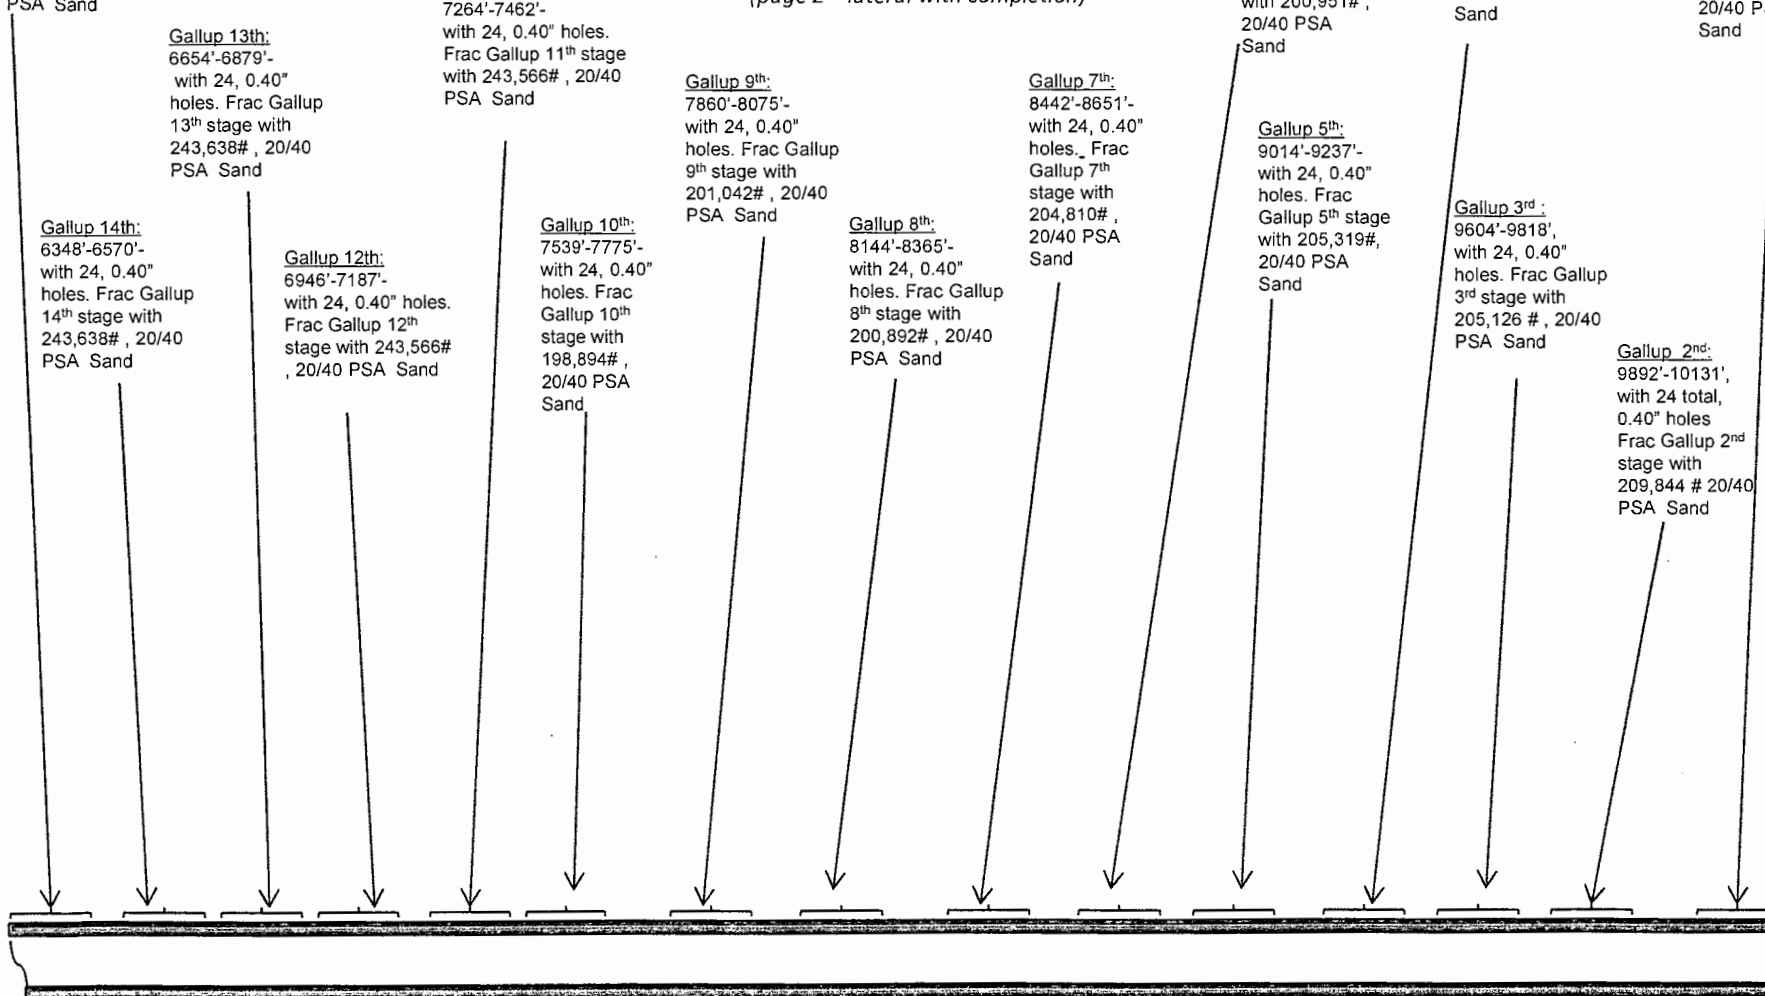 PSA Sand
Gallup 13th:
6654'-6879'-
with 24, 0.40"
holes. Frac Gallup
13th stage with
243,638# , 20/40
PSA Sand
7264'-7462'-
with 24, 0.40" holes.
Frac Gallup 11th stage
with 243,566# , 20/40
PSA Sand
(page 2 lateral with completion)
with 200,951# ,
20/40 PSA
Sand
Sand
20/40 P
Sand
Gallup 9th:
7860'-8075'-
with 24, 0.40"
holes. Frac Gallup
9th stage with
201,042# , 20/40
PSA Sand
Gallup 7th:
8442'-8651'-
with 24, 0.40"
holes. Frac
Gallup 7th
stage with
204,810# ,
20/40 PSA
Sand
Gallup 5th:
9014'-9237'-
with 24, 0.40"
holes. Frac
Gallup 5th stage
with 205,319#,
20/40 PSA
Sand
Gallup 14th:
6348'-6570'-
with 24, 0.40"
holes. Frac Gallup
14th stage with
243,638# , 20/40
PSA Sand
Gallup 12th:
6946'-7187'-
with 24, 0.40" holes.
Frac Gallup 12th
stage with 243,566#
, 20/40 PSA Sand
Gallup 10th:
7539'-7775'-
with 24, 0.40"
holes. Frac
Gallup 10th
stage with
198,894# ,
20/40 PSA
Sand
Gallup 8th:
8144'-8365'-
with 24, 0.40"
holes. Frac Gallup
8th stage with
200,892# , 20/40
PSA Sand
Gallup 3rd :
9604'-9818',
with 24, 0.40"
holes. Frac Gallup
3rd stage with
205,126 # , 20/40
PSA Sand
Gallup 2nd:
9892'-10131',
with 24 total,
0.40" holes
Frac Gallup 2nd
stage with
209,844 # 20/40
PSA Sand